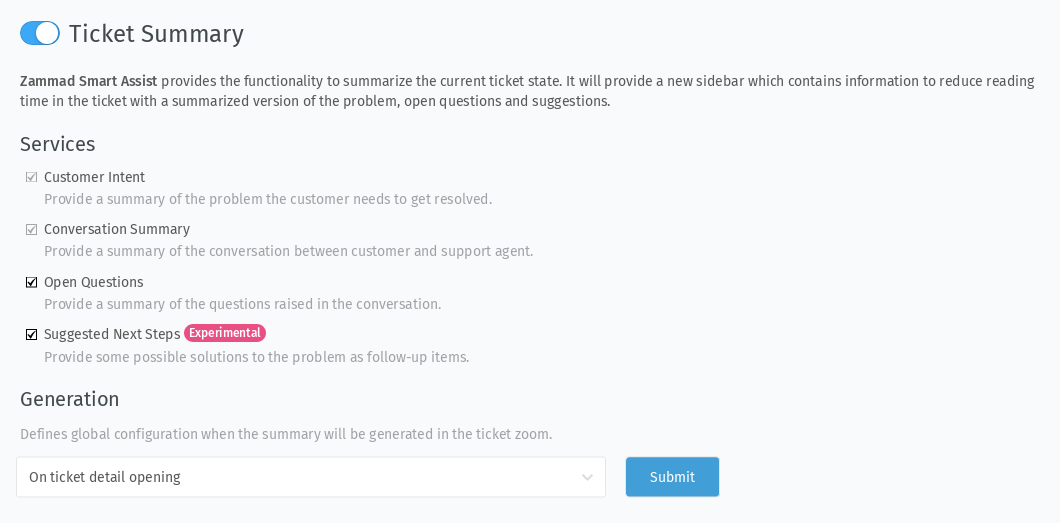 Ticket Summary
Zammad Smart Assist provides the functionality to summarize the current ticket state. It will provide a new sidebar which contains information to reduce reading
time in the ticket with a summarized version of the problem, open questions and suggestions.
Services
Customer Intent
Provide a summary of the problem the customer needs to get resolved.
Conversation Summary
Provide a summary of the conversation between customer and support agent.
Open Questions
Provide a summary of the questions raised in the conversation.
Suggested Next Steps Experimental
Provide some possible solutions to the problem as follow-up items.
Generation
Defines global configuration when the summary will be generated in the ticket zoom.
On ticket detail opening Submit